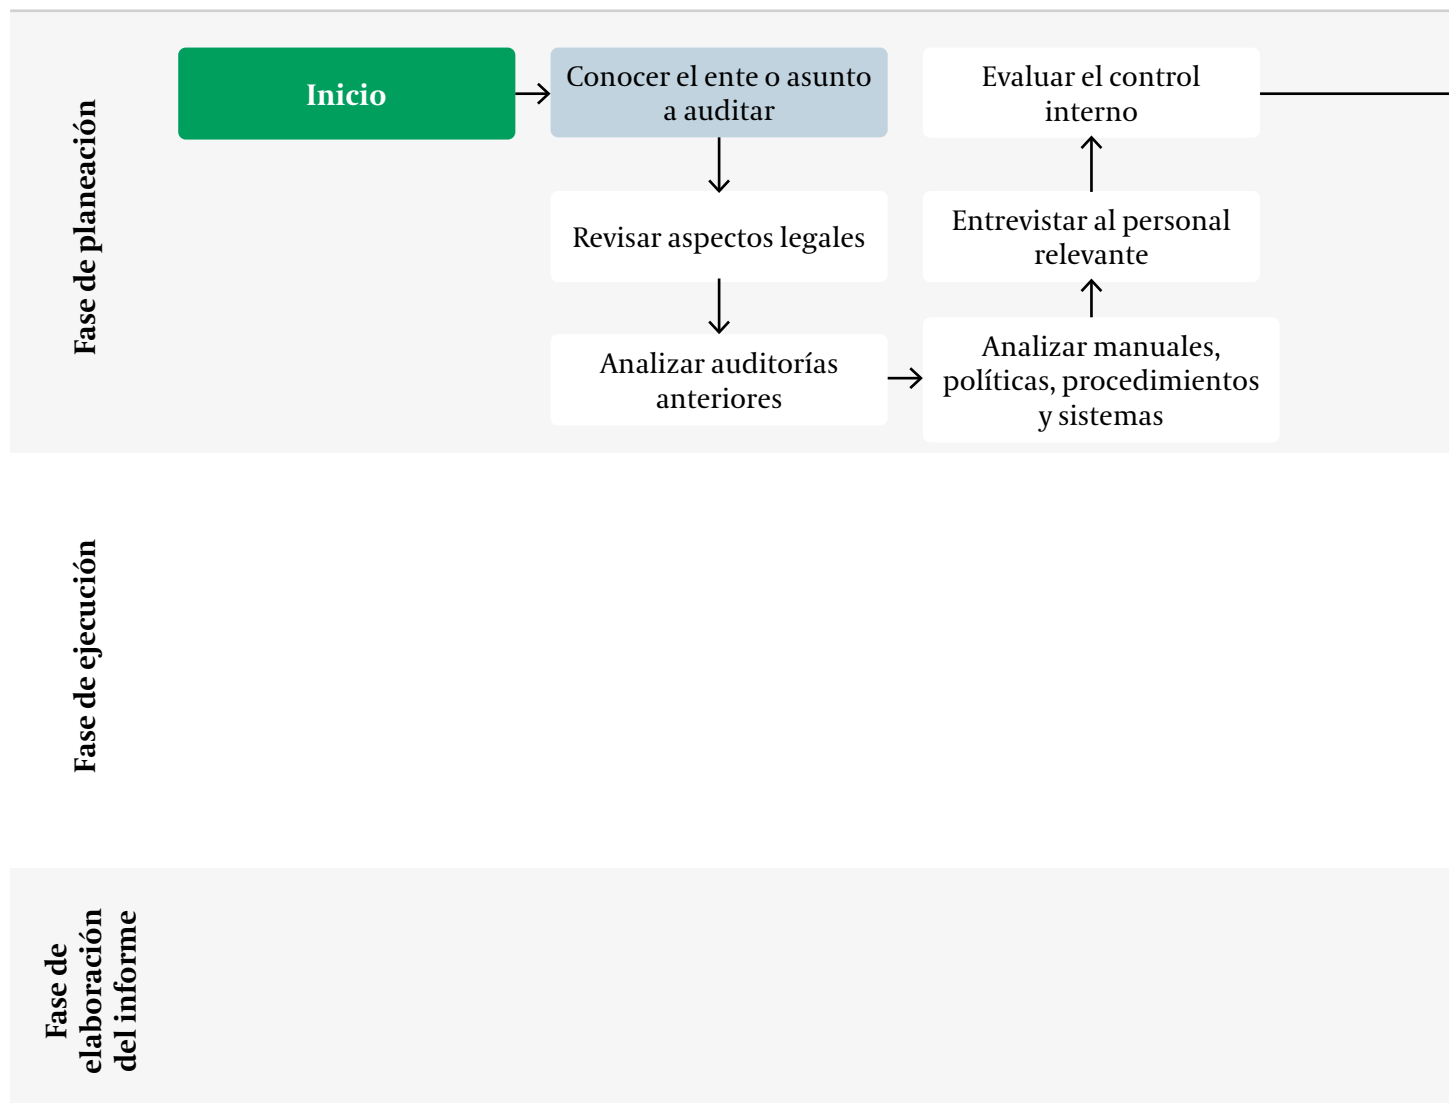 Fase de planeación
Inicio
Conocer el ente o asunto
a auditar
Revisar aspectos legales
Analizar auditorías
anteriores
Analizar manuales,
políticas, procedimientos
y sistemas
Entrevistar al personal
relevante
Evaluar el control
interno
Fase de ejecución
Fase de
elaboración
del informe